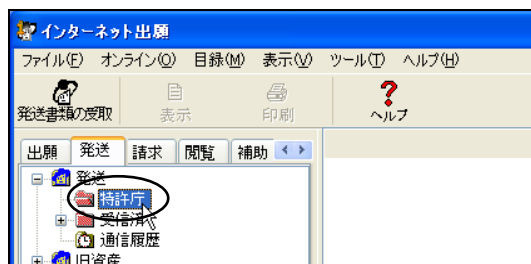 インターネット出願
ファイル(F) オンライン(O) 目録(M) 表示(V) ツール(T) ヘルプ(H)
発送書類の受取 表示 印刷 ヘルプ
出願 発送 請求 閲覧 補助
発送
特許庁
受信済
通信履歴
旧資産